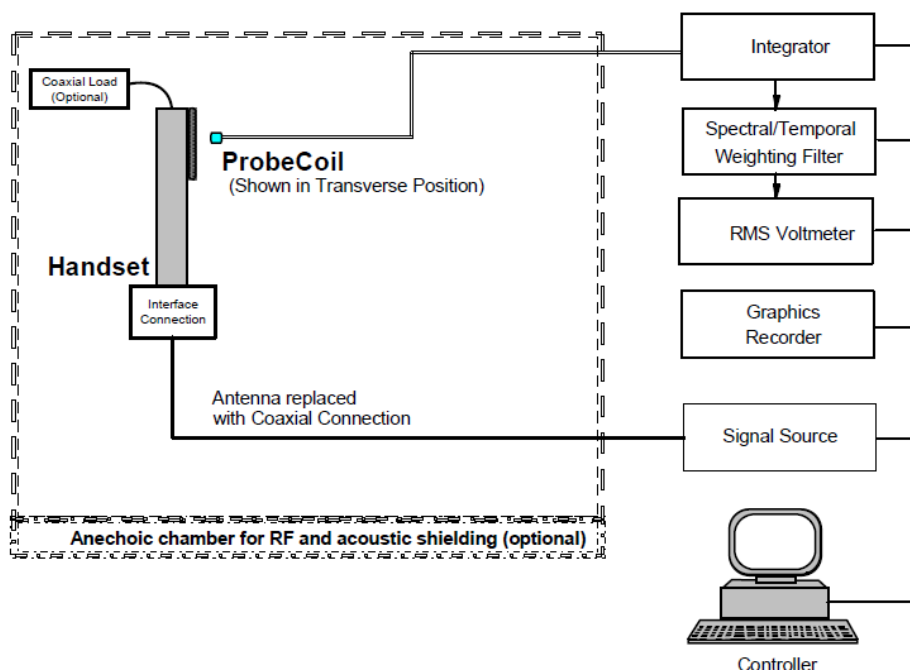 Coaxial Load
(Optional)
ProbeCoil
(Shown in Transverse Position)
Handset
Interface
Connection
Antenna replaced
with Coaxial Connection
Anechoic chamber for RF and acoustic shielding (optional)
Integrator
Spectral/Temporal
Weighting Filter
RMS Voltmeter
Graphics
Recorder
Signal Source
Controller